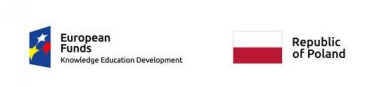 European
Funds
Knowledge Education Development
Republic
of Poland